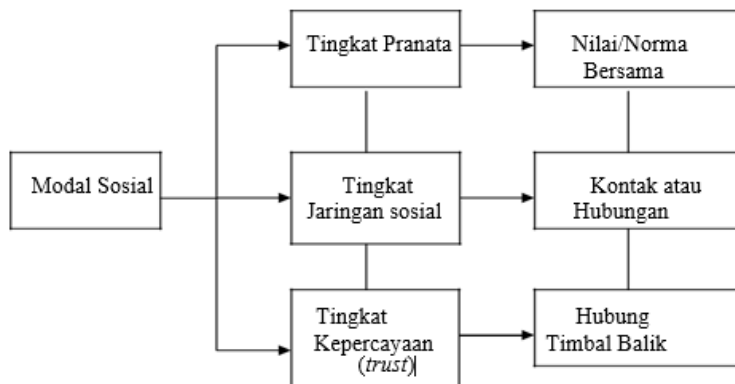 Modal Sosial
Tingkat Pranata
Nilai/Norma
Bersama
Tingkat
Jaringan sosial
Kontak atau
Hubungan
Tingkat
Kepercayaan
(trust)
Hubung
Timbal Balik